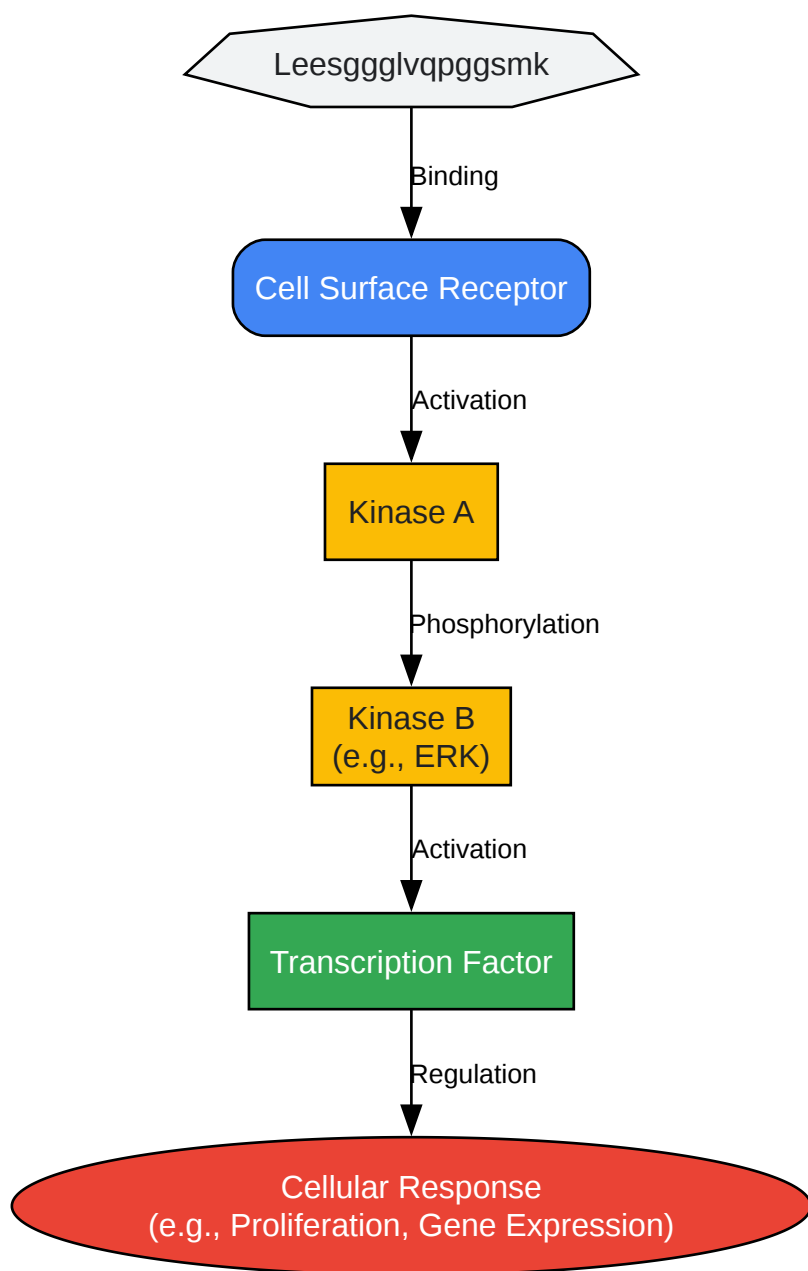 Leesggglvqpggsmk
Binding
Cell Surface Receptor
Activation
Kinase A
Phosphorylation
Kinase B
(e.g., ERK)
Activation
Transcription Factor
Regulation
Cellular Response
(e.g., Proliferation, Gene Expression)